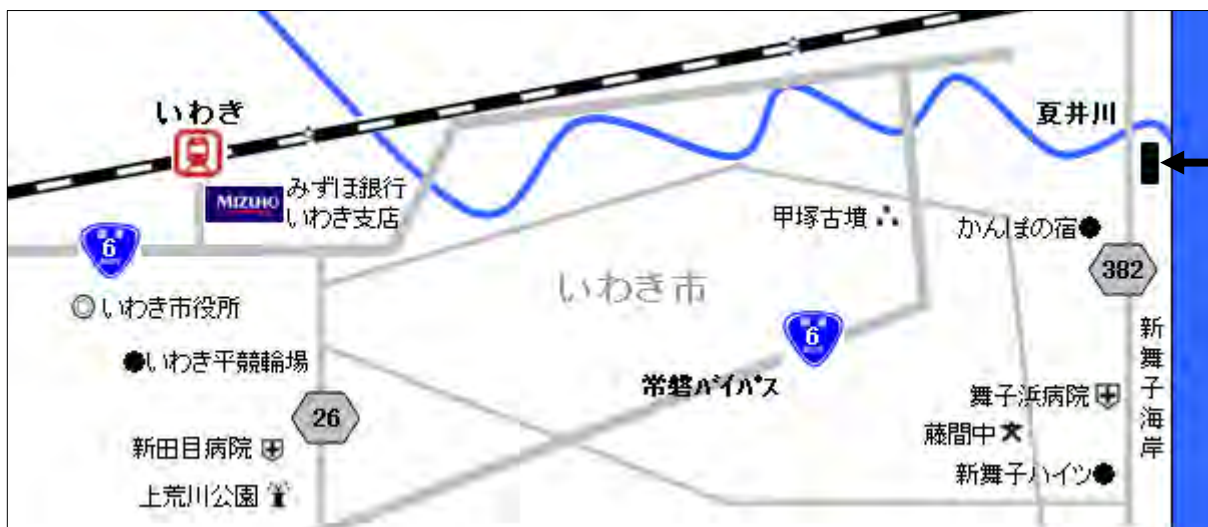 いわき
夏井川
MIZUHO
みずほ銀行
いわき支店
甲塚古墳
かんぽの宿
6
382
いわき市
いわき市役所
6
新舞子海岸
いわき平競輪場
常磐バイパス
舞子浜病院
26
藤間中
新田目病院
新舞子ハイツ
上荒川公園